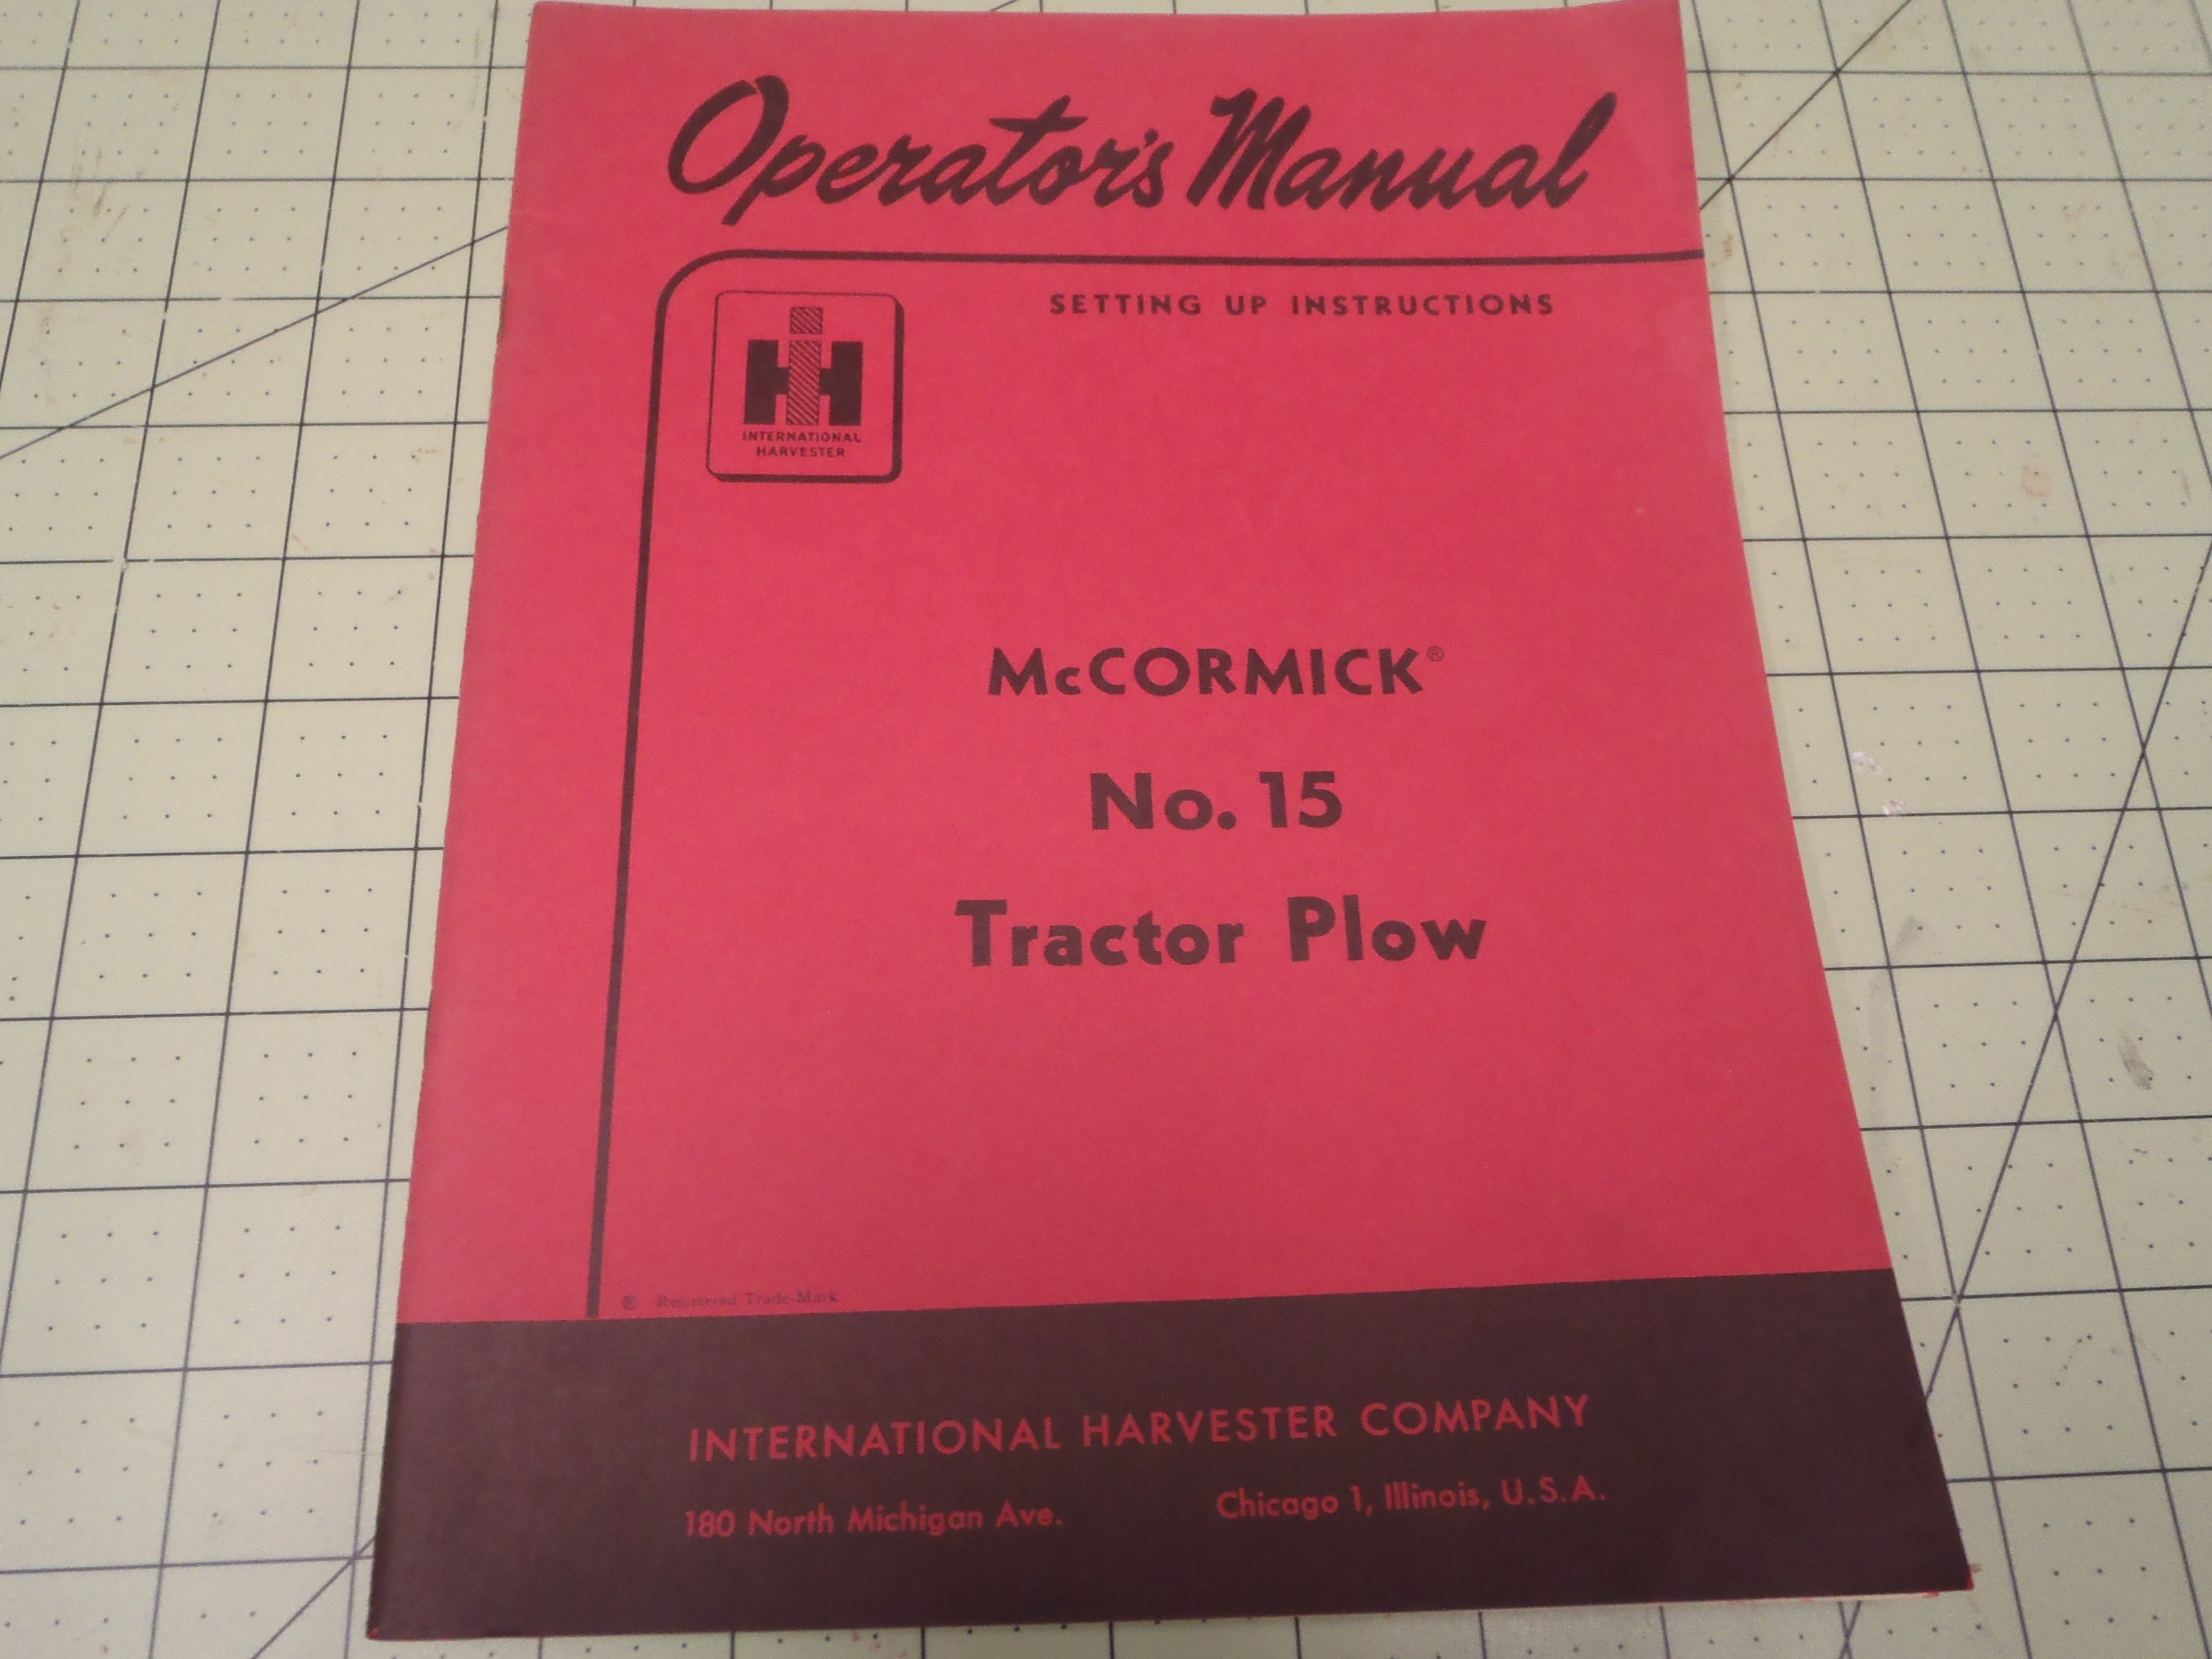 Operator's Manual
SETTING UP INSTRUCTIONS
IH
INTERNATIONAL
HARVESTER
McCORMICK®
No. 15
Tractor Plow
® Registered Trade-Mark
INTERNATIONAL HARVESTER COMPANY
180 North Michigan Ave. Chicago 1, Illinois, U.S.A.